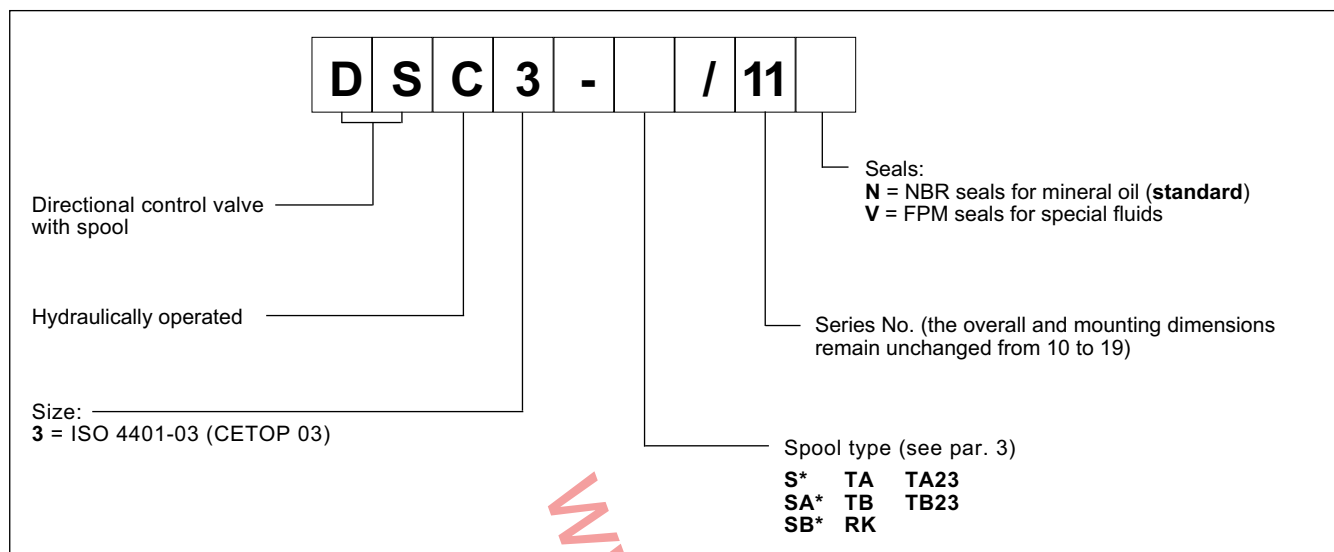 D S C 3 - / 11
Seals:
N = NBR seals for mineral oil (standard)
V = FPM seals for special fluids
Directional control valve
with spool
Hydraulically operated
Series No. (the overall and mounting dimensions
remain unchanged from 10 to 19)
Size:
3 = ISO 4401-03 (CETOP 03)
Spool type (see par. 3)
S* TA TA23
SA* TB TB23
SB* RK
W